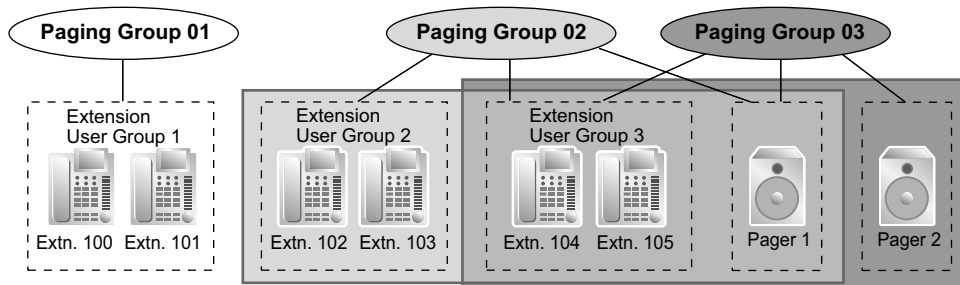 Paging Group 01
Paging Group 02
Paging Group 03
Extension
User Group 1
Extension
User Group 2
Extension
User Group 3
Extn. 100
Extn. 101
Extn. 102
Extn. 103
Extn. 104
Extn. 105
Pager 1
Pager 2